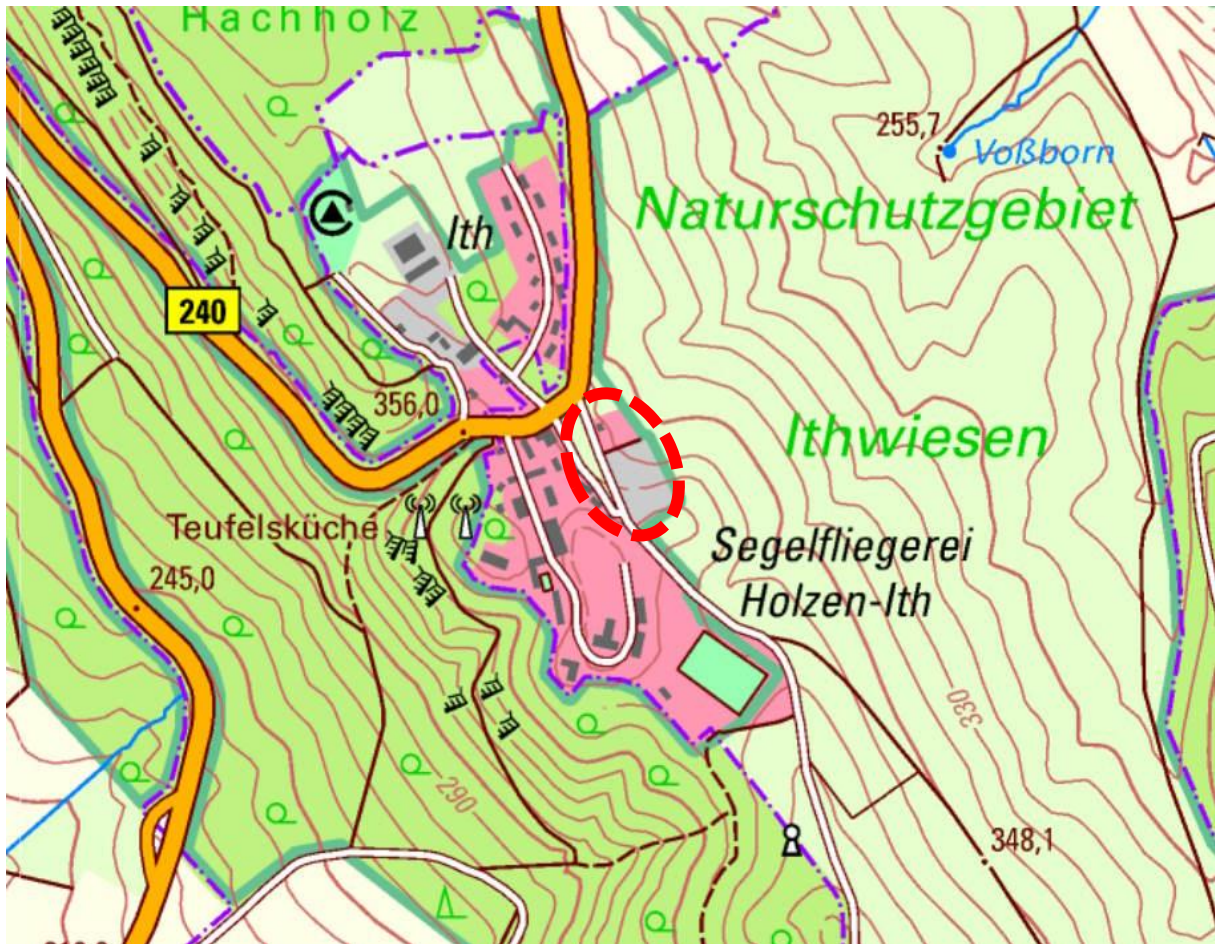 Hachholz
255,7
Voßborn
Naturschutzgebiet
Ith
240
356,0
Ithwiesen
Teufelsküche
Segelfliegerei
Holzen-Ith
245,0
330
290
348,1